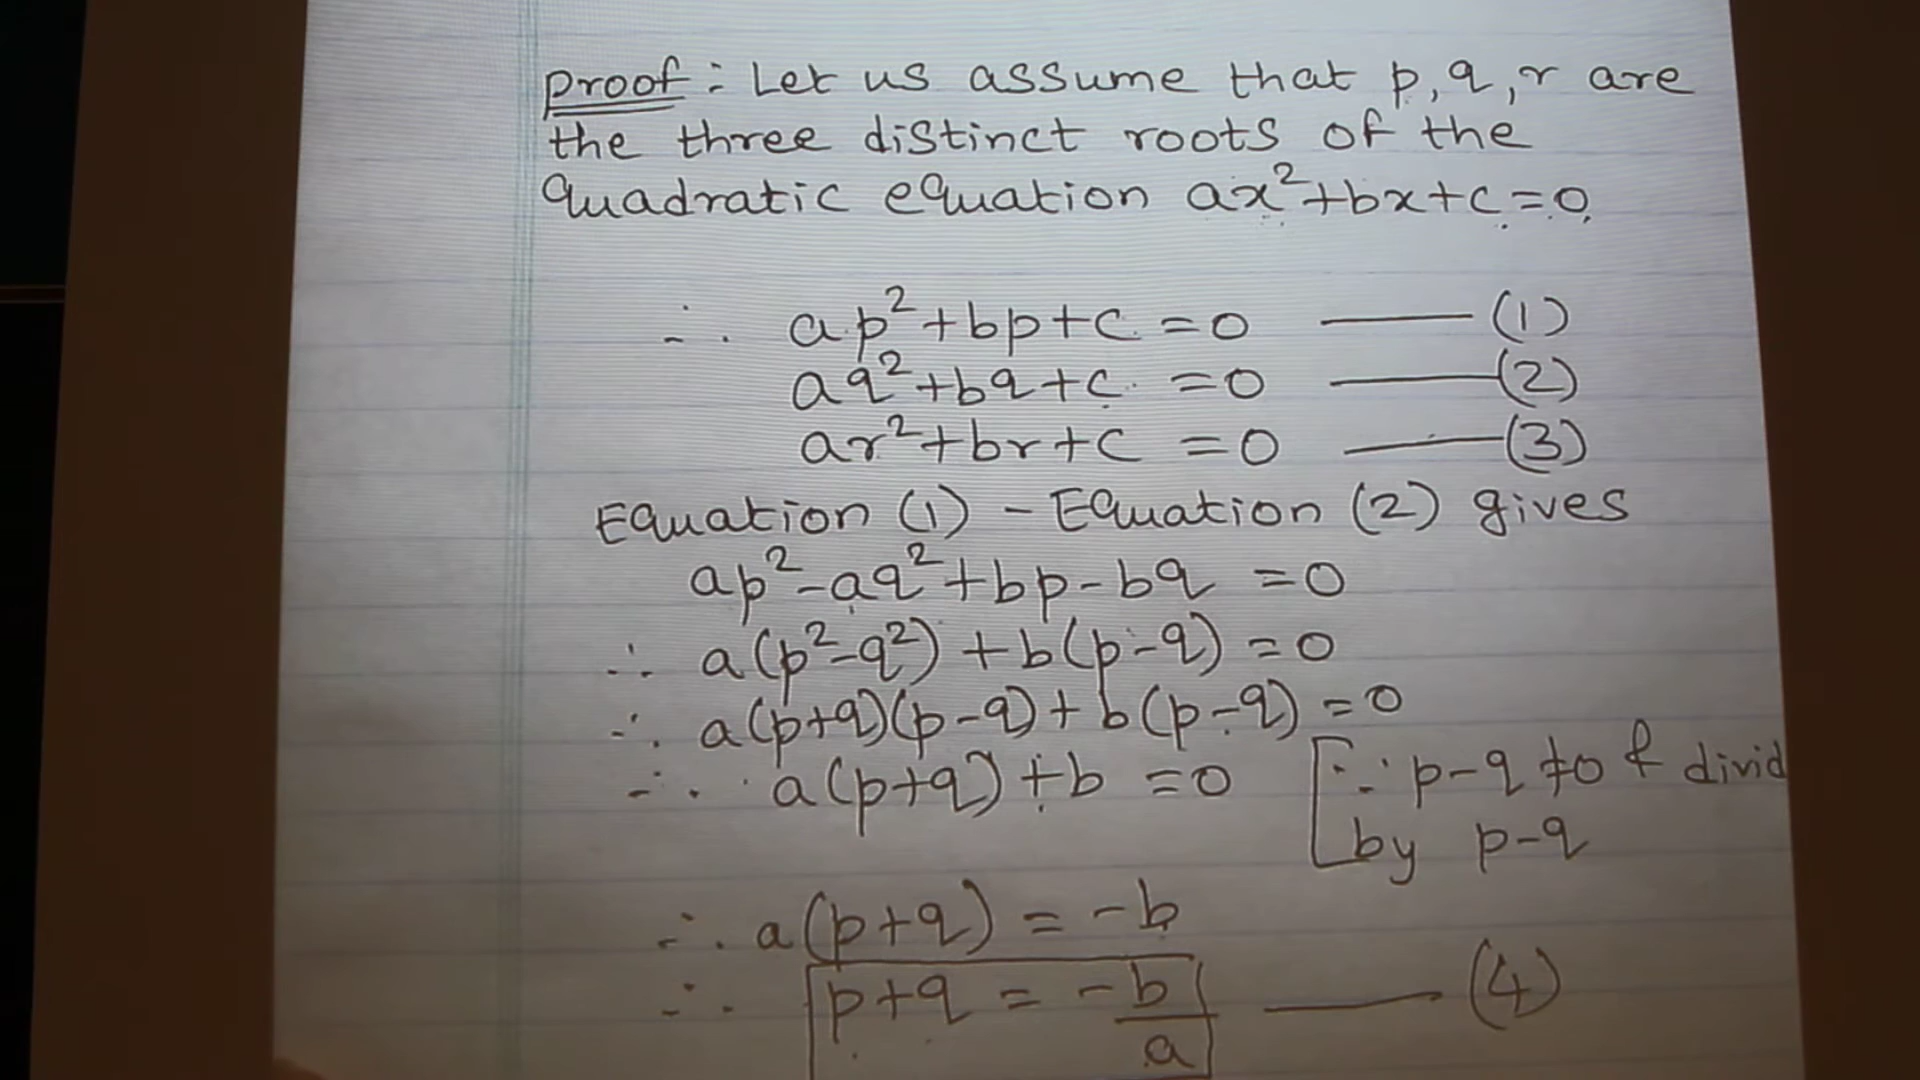 Proof: Let us assume that p, q, r are
the three distinct roots of the
quadratic equation ax²+bx+c=0.
∴ ap²+bp+c =0 —— (1)
aq²+bq+c =0 —— (2)
ar²+br+c =0 —— (3)
Equation (1) - Equation (2) gives
ap²-aq²+bp-bq =0
∴ a(p²-q²)+b(p-q)=0
∴ a(p+q)(p-q)+b(p-q)=0
∴ a(p+q)+b =0 [∵ p-q≠0 & divid
by p-q
∴ a(p+q) = -b
∴ p+q = -b/a —— (4)